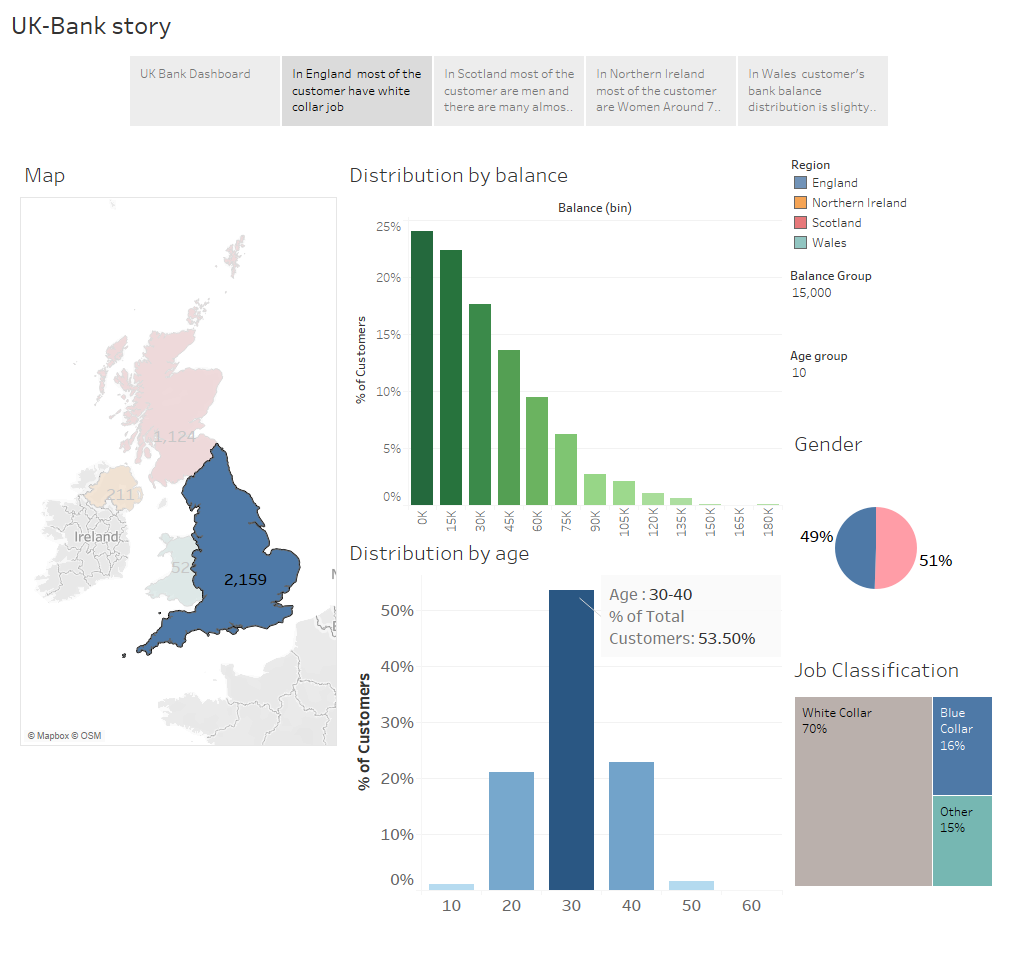 UK-Bank story
UK Bank Dashboard
In England most of the
customer have white
collar job
In Scotland most of the
customer are men and
there are many almos..
In Northern Ireland
most of the customer
are Women Around 7..
In Wales customer's
bank balance
distribution is slighty..
Map
1,124
211
Ireland
52
2,159
© Mapbox © OSM
Distribution by balance
Balance (bin)
% of Customers
25%
20%
15%
10%
5%
0%
0K
15K
30K
45K
60K
75K
90K
105K
120K
135K
150K
165K
180K
Distribution by age
% of Customers
50%
40%
30%
20%
10%
0%
Age : 30-40
% of Total
Customers: 53.50%
10
20
30
40
50
60
Region
England
Northern Ireland
Scotland
Wales
Balance Group
15,000
Age group
10
Gender
49%
51%
Job Classification
White Collar
70%
Blue
Collar
16%
Other
15%